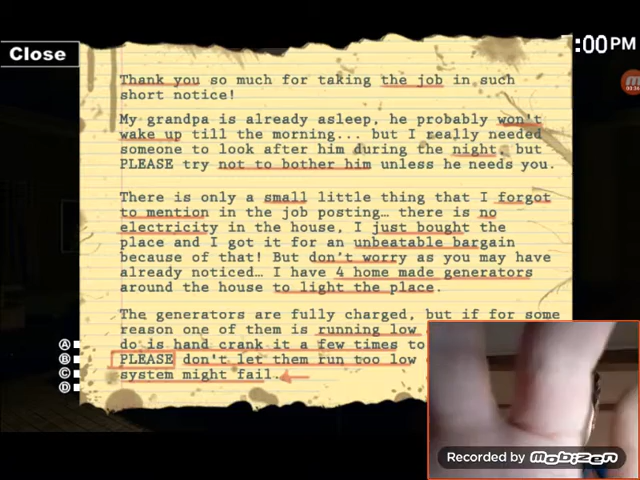 Close
:00 PM
Thank you so much for taking the job in such
short notice!
My grandpa is already asleep, he probably won't
wake up till the morning... but I really needed
someone to look after him during the night, but
PLEASE try not to bother him unless he needs you.
There is only a small little thing that I forgot
to mention in the job posting… there is no
electricity in the house, I just bought the
place and I got it for an unbeatable bargain
because of that! But don't worry as you may have
already noticed… I have 4 home made generators
around the house to light the place.
The generators are fully charged, but if for some
reason one of them is running low
do is hand crank it a few times to
PLEASE don't let them run too low
system might fail.
A
B
C
D
Recorded by Mobizen